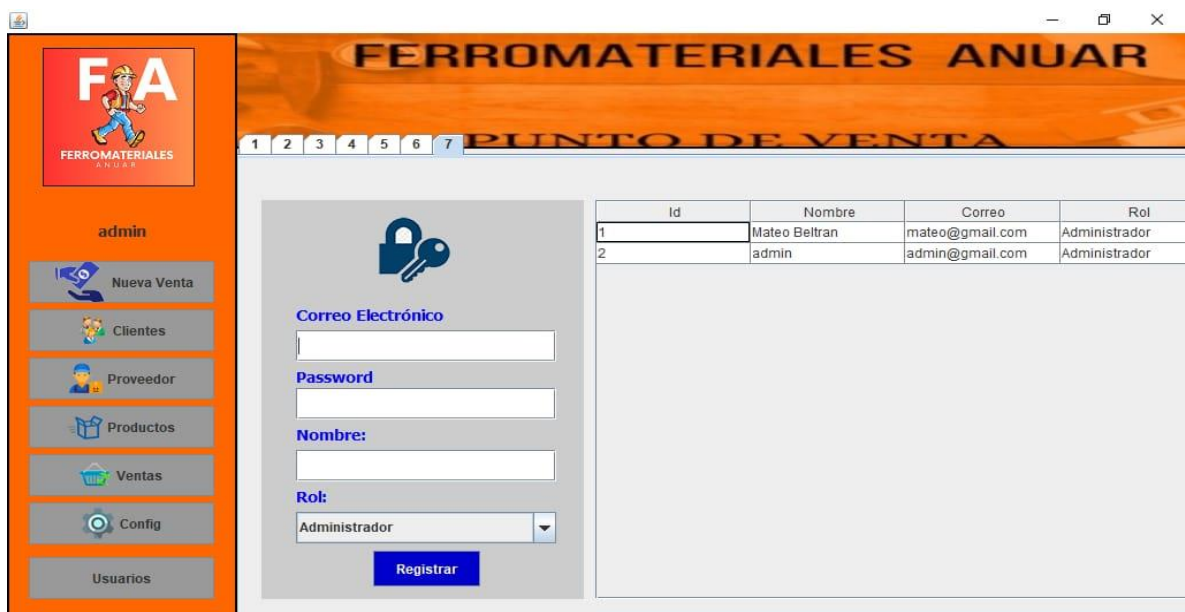 FERROMATERIALES ANUAR
PUNTO DE VENTA
FA
FERROMATERIALES
ANUAR
1 2 3 4 5 6 7
admin
Nueva Venta
Clientes
Proveedor
Productos
Ventas
Config
Usuarios
Correo Electrónico
Password
Nombre:
Rol:
Administrador
Registrar
Id Nombre Correo Rol
1 Mateo Beltran mateo@gmail.com Administrador
2 admin admin@gmail.com Administrador